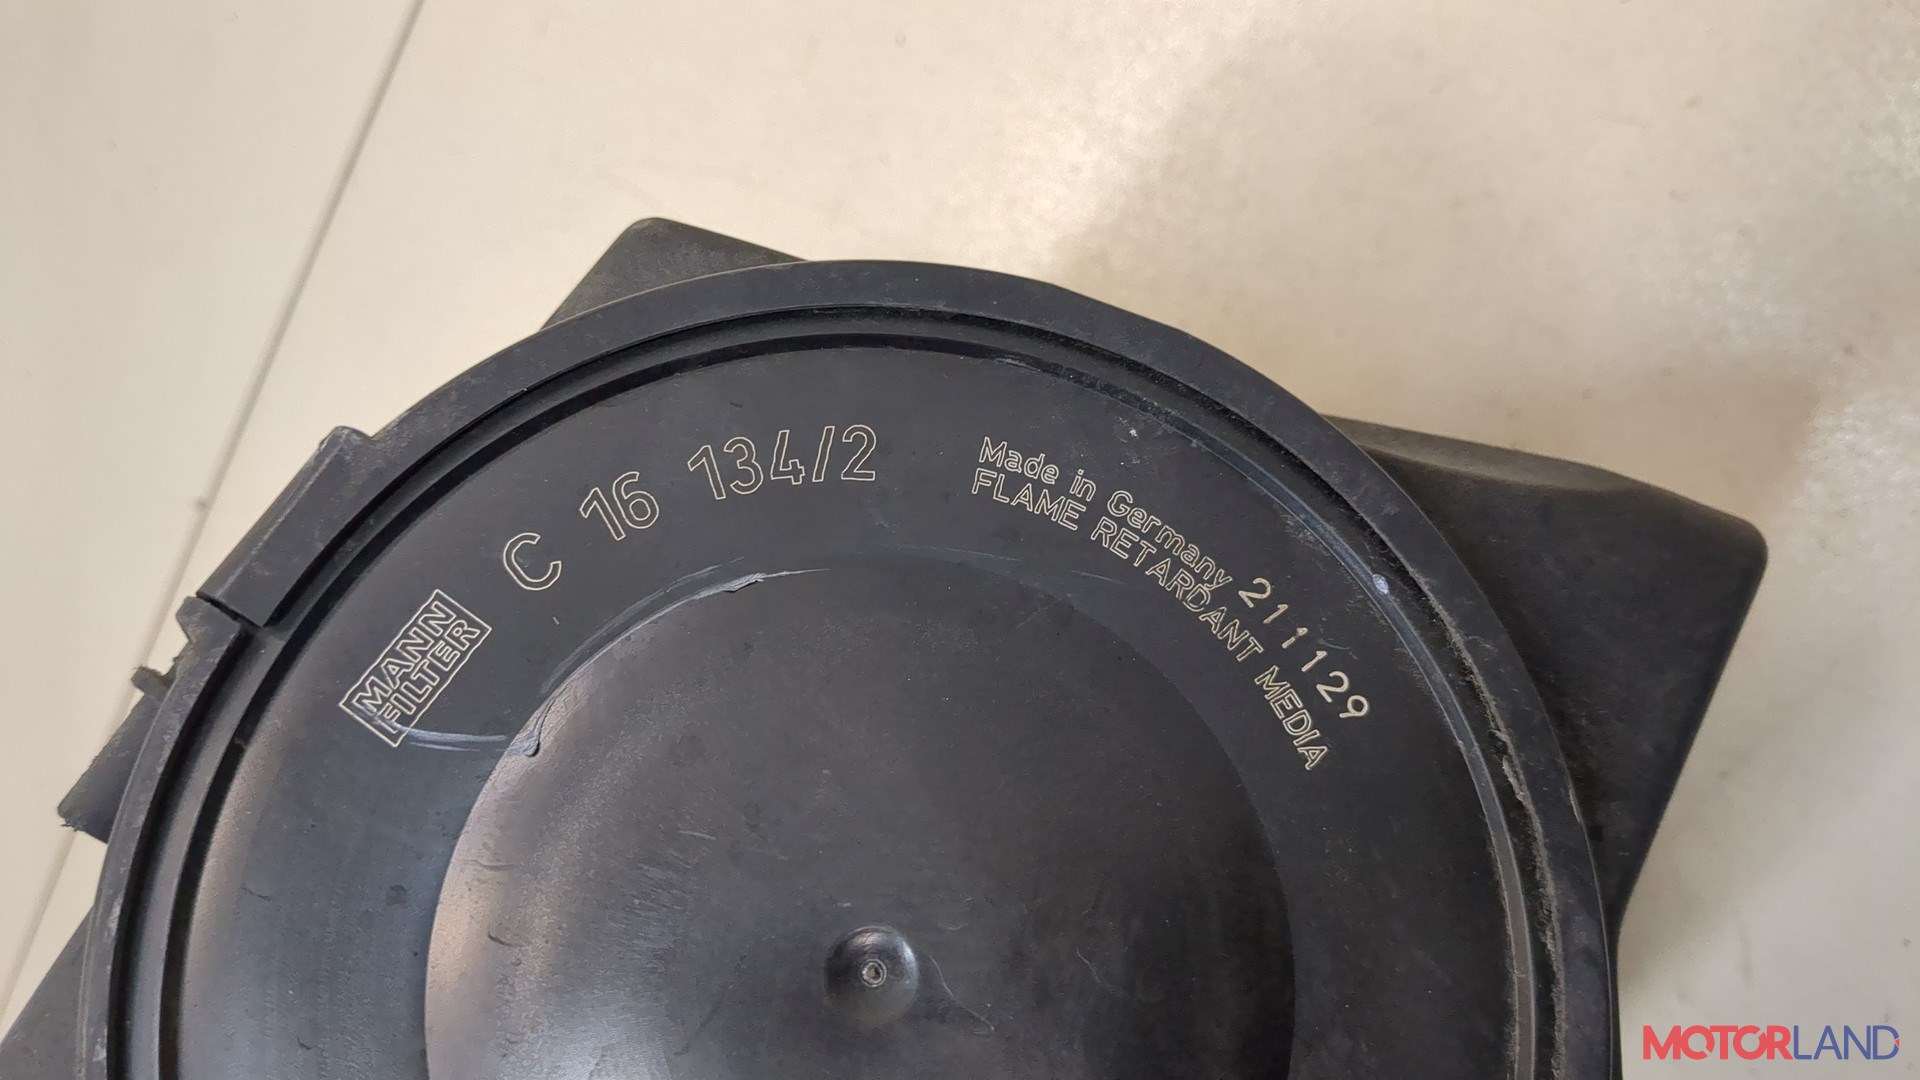 MANN
FILTER
C 16 134/2
Made in Germany 211129
FLAME RETARDANT MEDIA
MOTORLAND